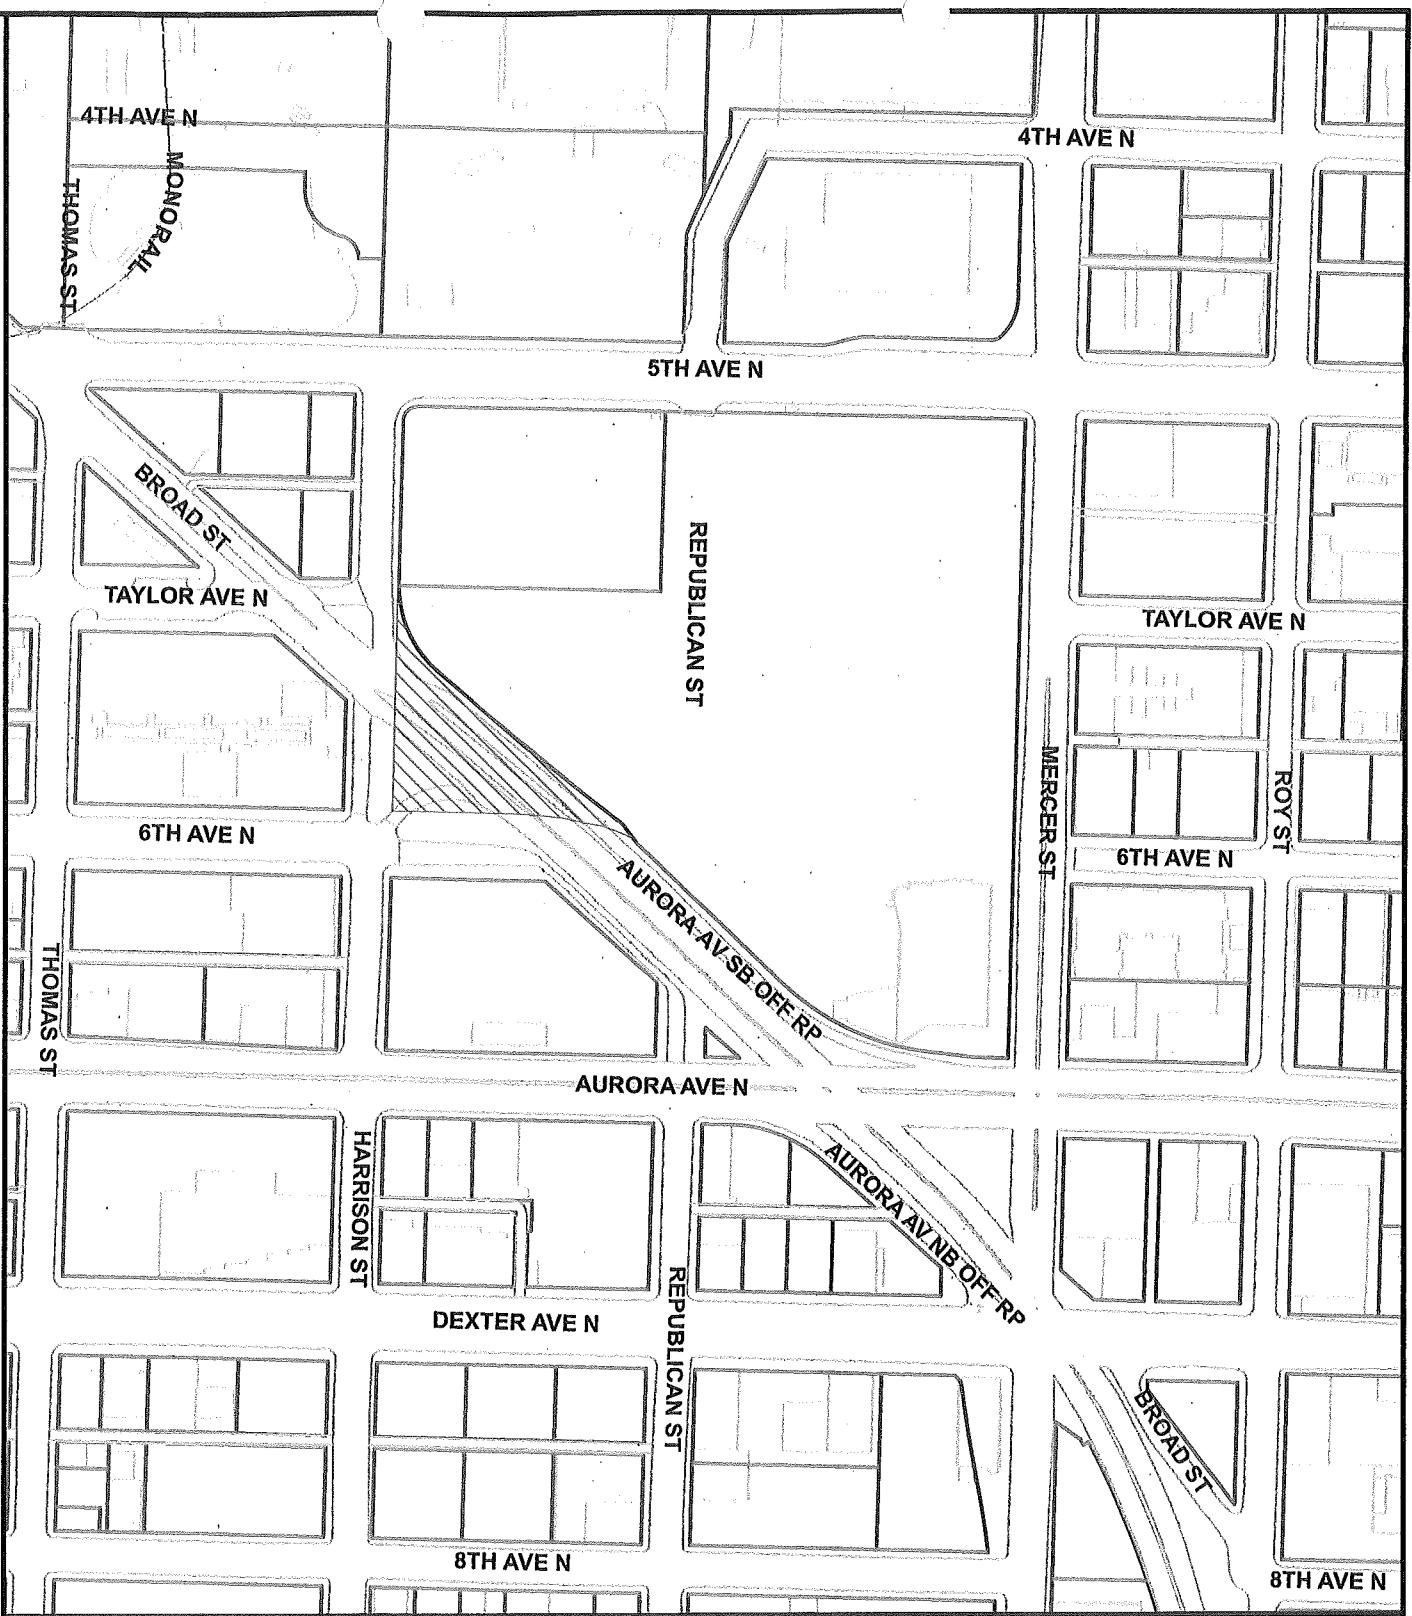 4TH AVE N
4TH AVE N
MONORAIL
THOMAS ST
5TH AVE N
BROAD ST
REPUBLICAN ST
TAYLOR AVE N
TAYLOR AVE N
MERCER ST
ROY ST
6TH AVE N
6TH AVE N
AURORA AV SB OFF RP
THOMAS ST
AURORA AVE N
HARRISON ST
AURORA AV NB OFF RP
REPUBLICAN ST
DEXTER AVE N
BROAD ST
8TH AVE N
8TH AVE N